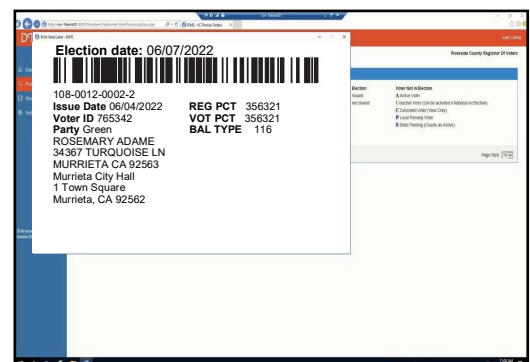 Print Web Label - EMS
Election date: 06/07/2022
108-0012-0002-2
Issue Date 06/04/2022 REG PCT 356321
Voter ID 765342 VOT PCT 356321
Party Green BAL TYPE 116
ROSEMARY ADAME
34367 TURQUOISE LN
MURRIETA CA 92563
Murrieta City Hall
1 Town Square
Murrieta, CA 92562
Riverside County Registrar Of Voters
Election
Voter Not in Election
A Active Voter
I Inactive Voter (can be activated if Address in Election)
C Cancelled Voter (View Only)
P Local Pending Voter
S State Pending (Counts as Active)
Page Size: